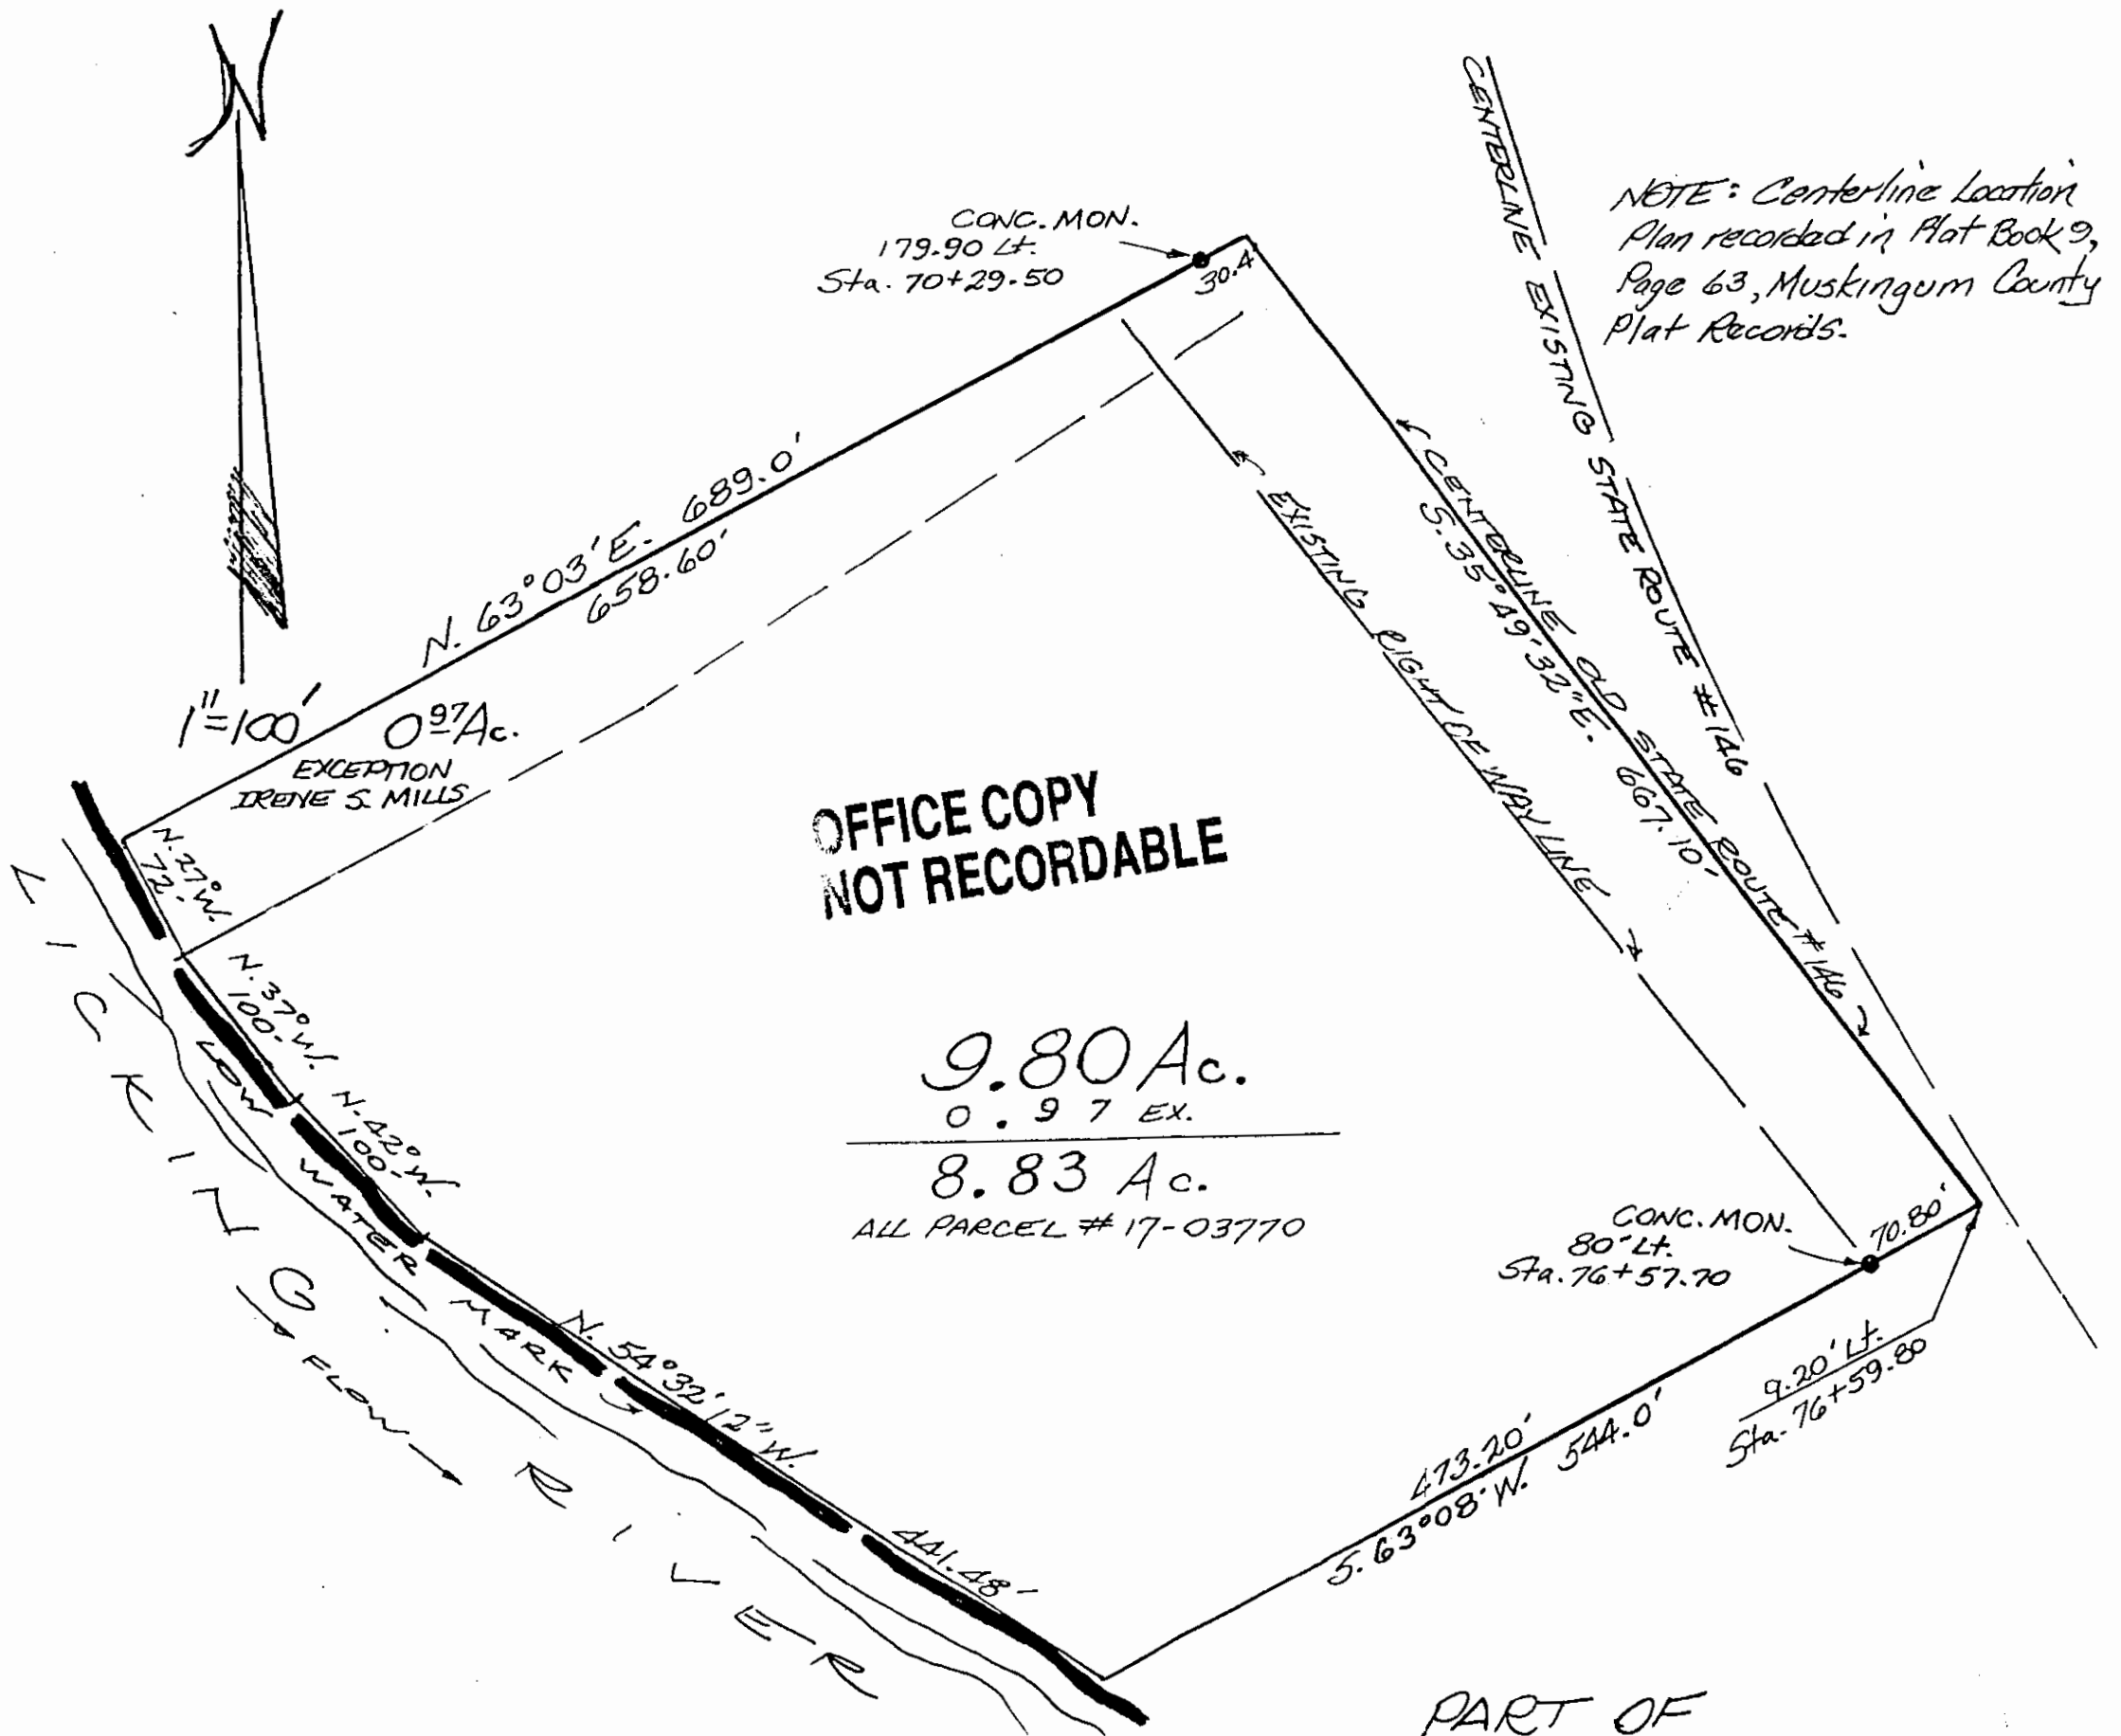 N
CONC. MON.
179.90 Lt.
Sta. 70+29.50
30.4
NOTE: Centerline Location
Plan recorded in Plat Book 9,
Page 63, Muskingum County
Plat Records.
CENTERLINE EXISTING STATE ROUTE #146
CENTERLINE OLD STATE ROUTE #146
S. 35°49'32"E. 667.10'
EXISTING RIGHT OF WAY LINE
N. 63°03'E. 689.0'
658.60'
1"=100'
0.97 Ac.
EXCEPTION
IRENE S. MILLS
OFFICE COPY
NOT RECORDABLE
N. 27° W.
72.'
N. 37° W.
100.'
N. 42° W.
100-'
LOW WATER MARK
LICKING RIVER
FLOW
N. 54°32'12"W.
441.48-
9.80 Ac.
0.97 EX.
8.83 Ac.
ALL PARCEL # 17-03770
CONC. MON.
80-Lt.
Sta. 76+57.70
70.80'
9.20' Lt.
Sta. 76+59.80
473.20'
S. 63°08' W. 544.0'
PART OF